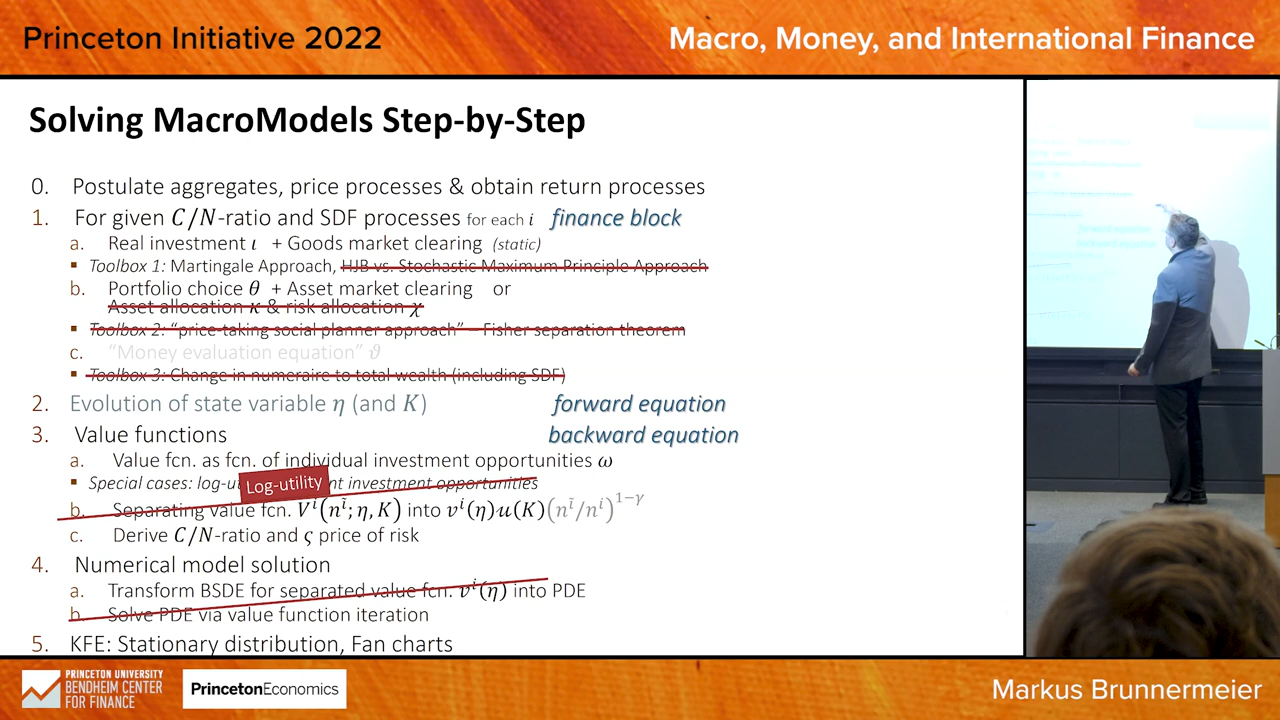 Princeton Initiative 2022
Macro, Money, and International Finance
Solving MacroModels Step-by-Step
0. Postulate aggregates, price processes & obtain return processes
1. For given C/N-ratio and SDF processes for each i finance block
a. Real investment ι + Goods market clearing (static)
▪ Toolbox 1: Martingale Approach, HJB vs. Stochastic Maximum Principle Approach
b. Portfolio choice θ + Asset market clearing or
Asset allocation κ & risk allocation χ
▪ Toolbox 2: "price-taking social planner approach" – Fisher separation theorem
c. "Money evaluation equation" ϑ
▪ Toolbox 3: Change in numeraire to total wealth (including SDF)
2. Evolution of state variable η (and K) forward equation
3. Value functions backward equation
a. Value fcn. as fcn. of individual investment opportunities ω
▪ Special cases: log-ut nt investment opportunities
Log-utility
b. Separating value fcn. Vⁱ(nĩ; η, K) into vⁱ(η)u(K)(nĩ/nⁱ)¹⁻ᵞ
c. Derive C/N-ratio and ς price of risk
4. Numerical model solution
a. Transform BSDE for separated value fcn. vⁱ(η) into PDE
b. Solve PDE via value function iteration
5. KFE: Stationary distribution, Fan charts
PRINCETON UNIVERSITY
BENDHEIM CENTER
FOR FINANCE
PrincetonEconomics
Markus Brunnermeier